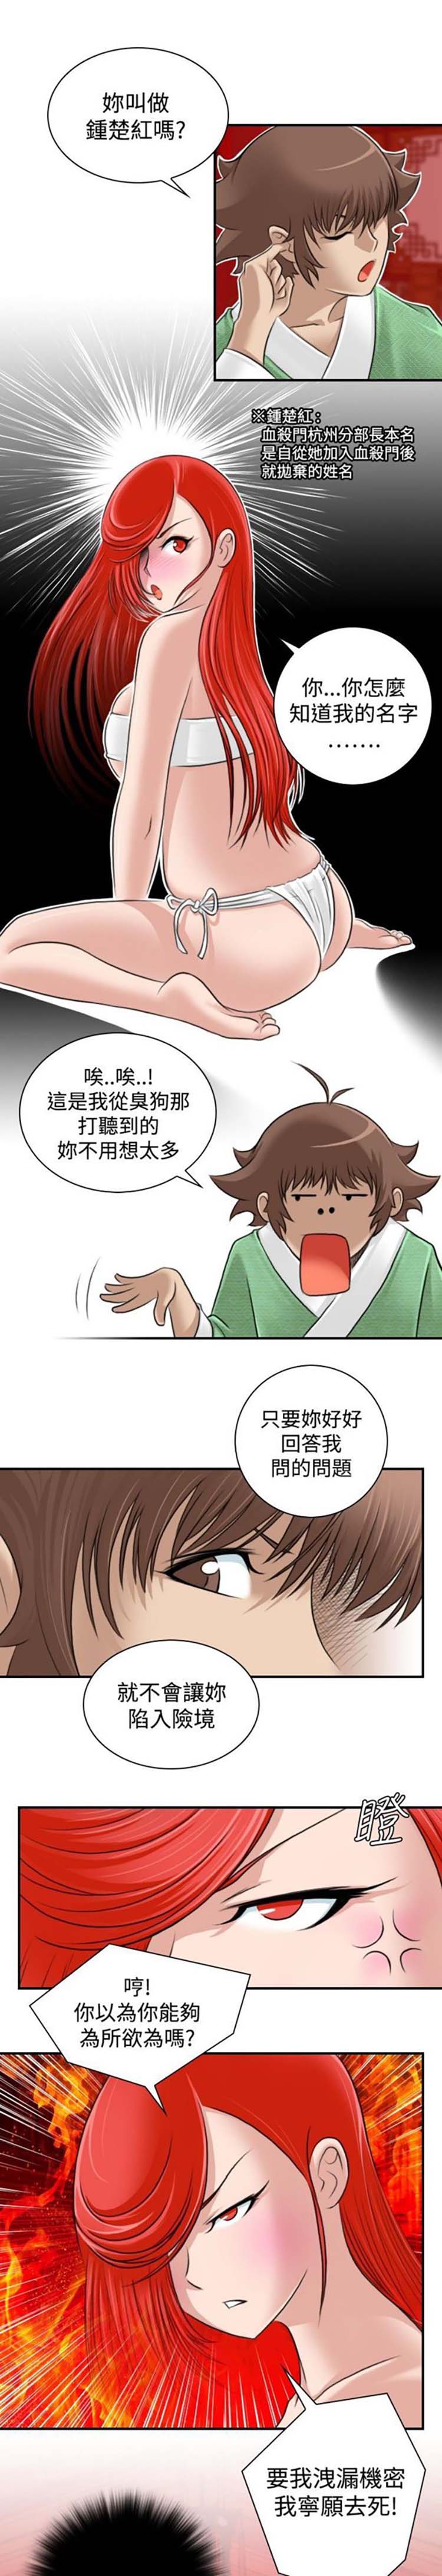 妳叫做
鍾楚紅嗎?
※鍾楚紅:
血殺門杭州分部長本名
是自從她加入血殺門後
就拋棄的姓名
你...你怎麼
知道我的名字
.......
唉..唉..!
這是我從臭狗那
打聽到的
妳不用想太多
只要妳好好
回答我
問的問題
就不會讓妳
陷入險境
瞪
哼!
你以為你能夠
為所欲為嗎?
要我洩漏機密
我寧願去死!